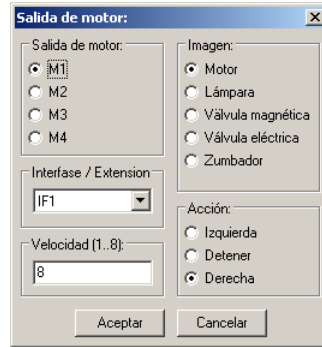 Salida de motor:
Salida de motor:
M1
M2
M3
M4
Interfase / Extension
IF1
Velocidad (1..8):
8
Imagen:
Motor
Lámpara
Välvula magnética
Válvula eléctrica
Zumbador
Acción:
Izquierda
Detener
Derecha
Aceptar
Cancelar